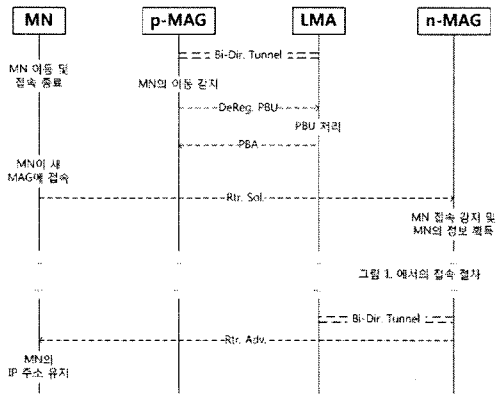 MN p-MAG LMA n-MAG
Bi-Dir. Tunnel
MN 이동 및
접속 종료
MN의 이동 감지
DeReg. PBU
PBU 처리
PBA
MN이 새
MAG에 접속
Rtr. Sol.
MN 접속 감지 및
MN의 정보 획득
그림 1. 에서의 접속 절차
Bi-Dir. Tunnel
Rtr. Adv.
MN의
IP 주소 유지